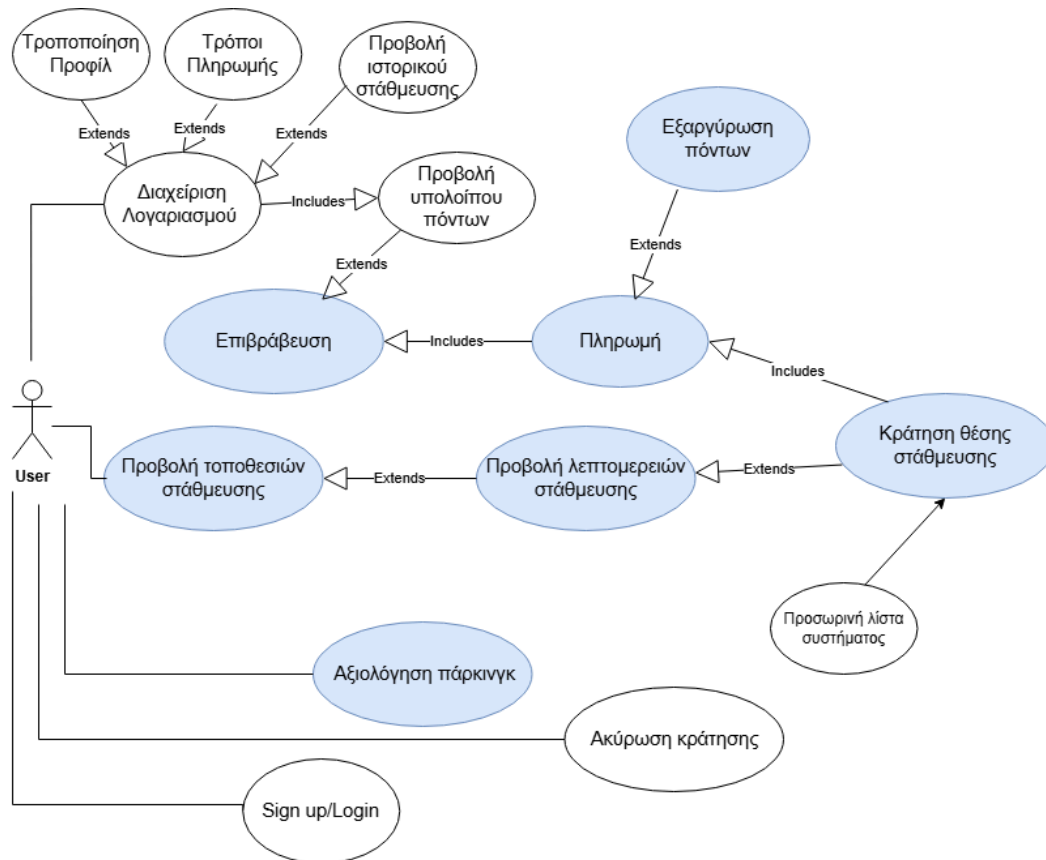 Τροποποίηση
Προφίλ
Τρόποι
Πληρωμής
Προβολή
ιστορικού
στάθμευσης
Extends
Extends
Extends
Εξαργύρωση
πόντων
Διαχείριση
Λογαριασμού
Includes
Προβολή
υπολοίπου
πόντων
Extends
Extends
Επιβράβευση
Includes
Πληρωμή
Includes
Κράτηση θέσης
στάθμευσης
User
Προβολή τοποθεσιών
στάθμευσης
Extends
Προβολή λεπτομερειών
στάθμευσης
Extends
Προσωρινή λίστα
συστήματος
Αξιολόγηση πάρκινγκ
Ακύρωση κράτησης
Sign up/Login